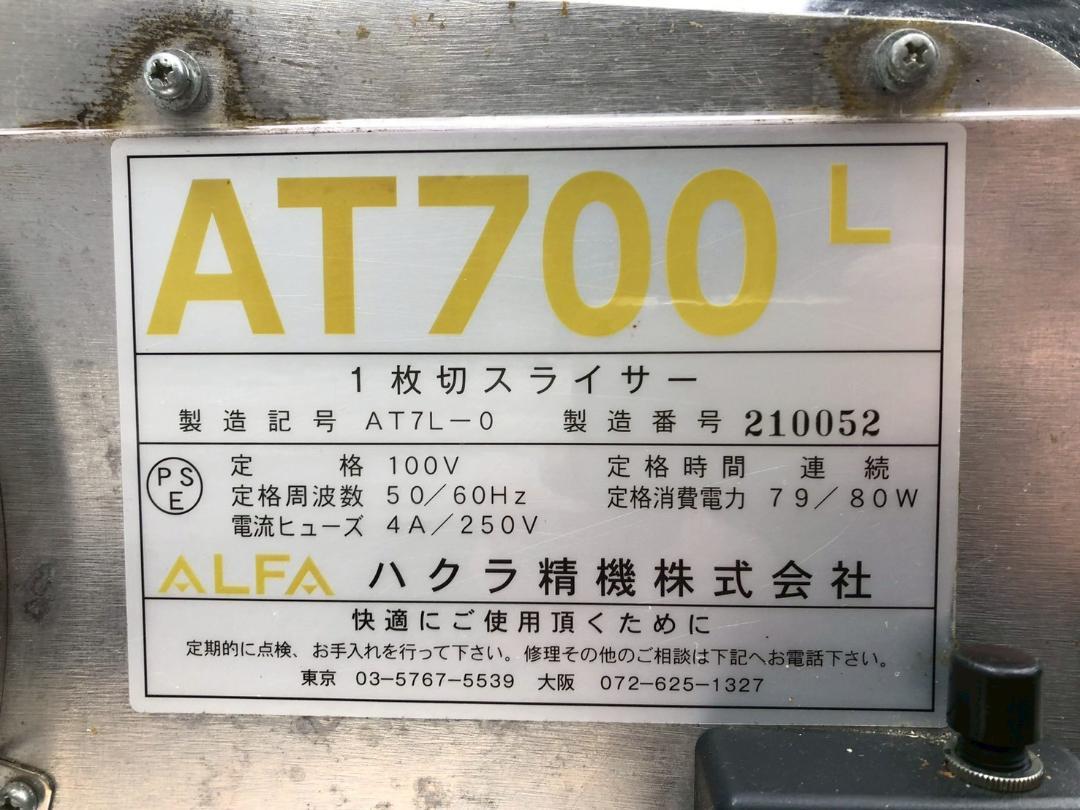 AT700 L
1枚切スライサー
製造記号 AT7L-0 製造番号 210052
PSE 定格 100V 定格時間 連続
定格周波数 50/60Hz 定格消費電力 79/80W
電流ヒューズ 4A/250V
ALFA ハクラ精機株式会社
快適にご使用頂くために
定期的に点検、お手入れを行って下さい。修理その他のご相談は下記へお電話下さい。
東京 03-5767-5539 大阪 072-625-1327